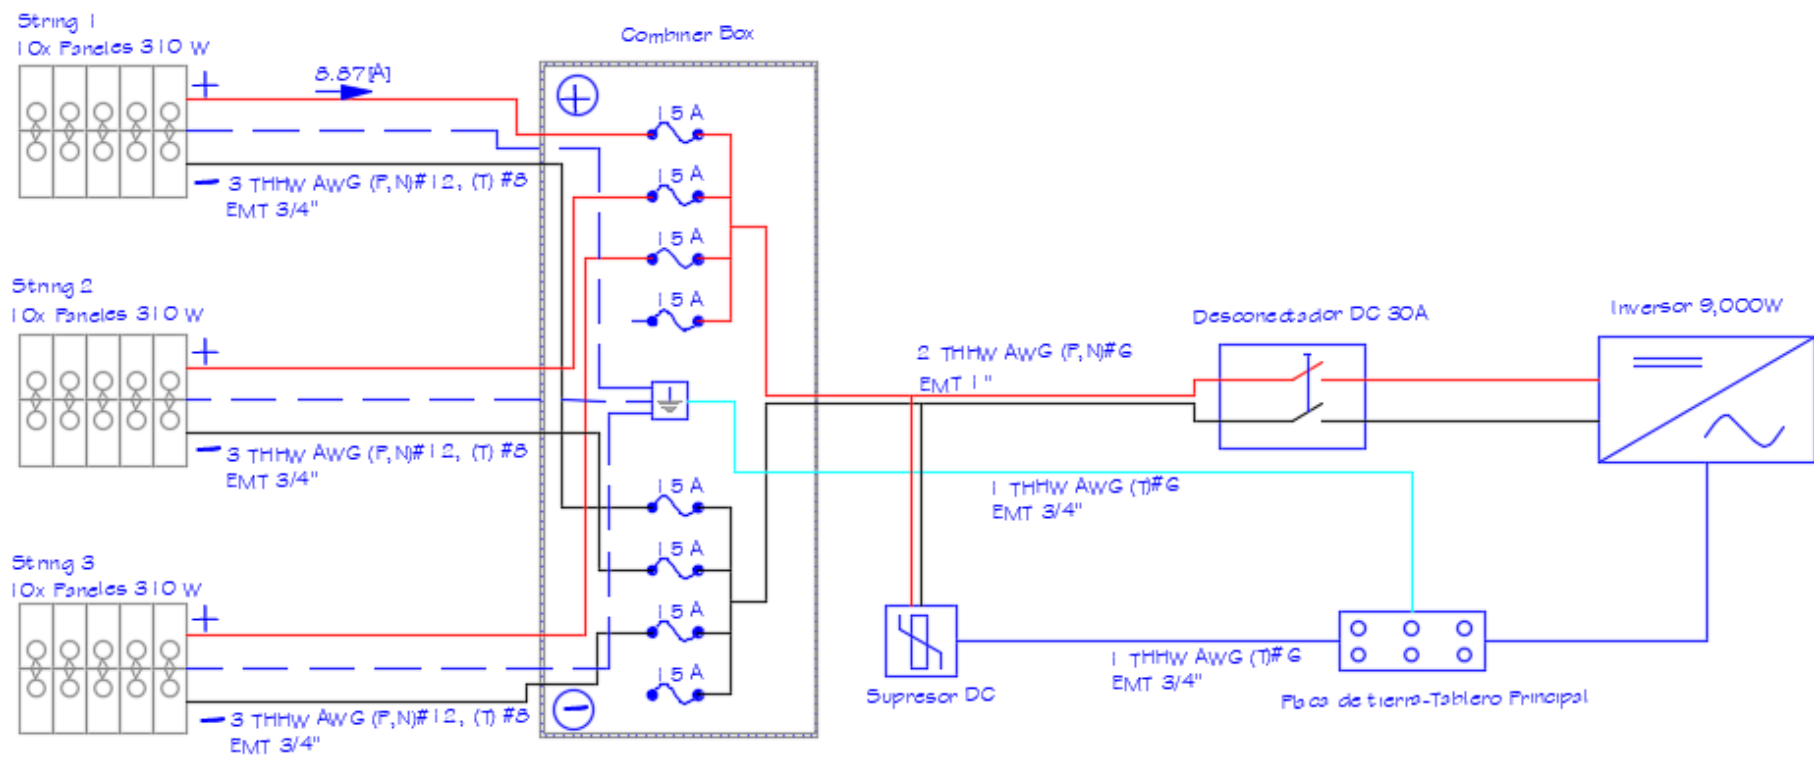 String 1
10x Paneles 310 W
+
8.87[A]
- 3 THHW AWG (F,N)#12, (T) #8
EMT 3/4"
String 2
10x Paneles 310 W
+
- 3 THHW AWG (F,N)#12, (T) #8
EMT 3/4"
String 3
10x Paneles 310 W
+
- 3 THHW AWG (F,N)#12, (T) #8
EMT 3/4"
Combiner Box
+
15 A
15 A
15 A
15 A
15 A
15 A
15 A
15 A
-
2 THHW AWG (F,N)#6
EMT 1"
Desconectador DC 30A
Inversor 9,000W
1 THHW AWG (T)#6
EMT 3/4"
Supresor DC
1 THHW AWG (T)#6
EMT 3/4"
Placa de tierra-Tablero Principal